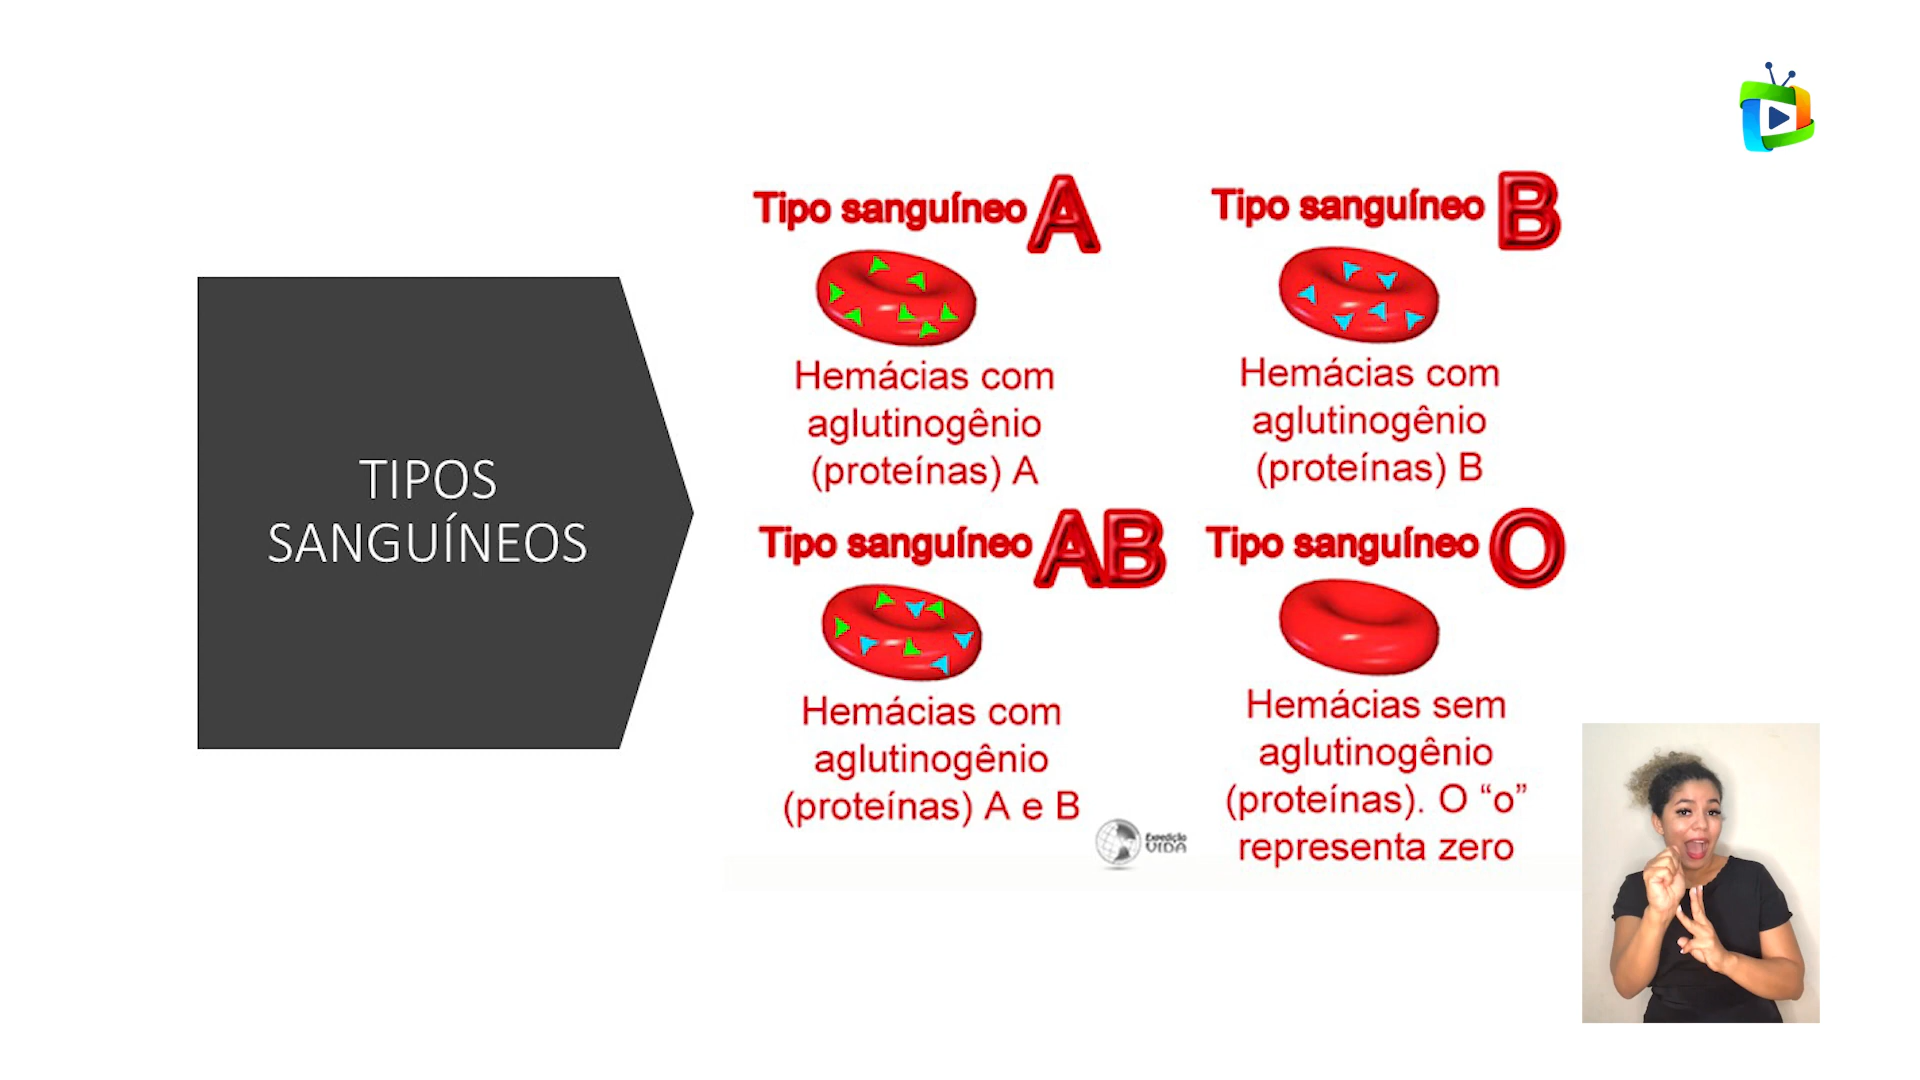 TIPOS
SANGUÍNEOS
Tipo sanguíneo A
Hemácias com
aglutinogênio
(proteínas) A
Tipo sanguíneo B
Hemácias com
aglutinogênio
(proteínas) B
Tipo sanguíneo AB
Hemácias com
aglutinogênio
(proteínas) A e B
Tipo sanguíneo O
Hemácias sem
aglutinogênio
(proteínas). O “o”
representa zero
Expedição
VIDA